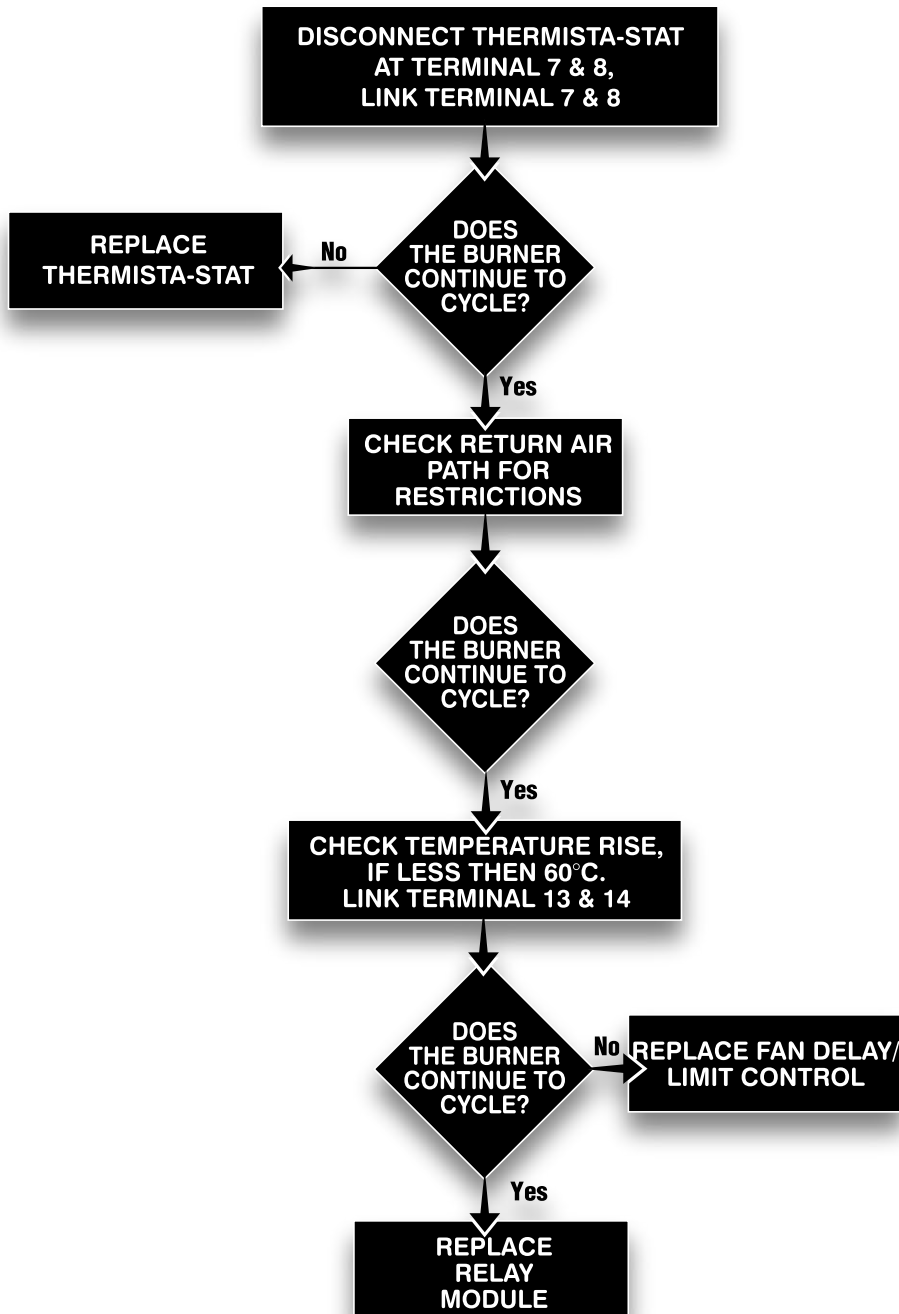 DISCONNECT THERMISTA-STAT
AT TERMINAL 7 & 8,
LINK TERMINAL 7 & 8
DOES
THE BURNER
CONTINUE TO
CYCLE?
No
REPLACE
THERMISTA-STAT
Yes
CHECK RETURN AIR
PATH FOR
RESTRICTIONS
DOES
THE BURNER
CONTINUE TO
CYCLE?
Yes
CHECK TEMPERATURE RISE,
IF LESS THEN 60°C.
LINK TERMINAL 13 & 14
DOES
THE BURNER
CONTINUE TO
CYCLE?
No
REPLACE FAN DELAY/
LIMIT CONTROL
Yes
REPLACE
RELAY
MODULE